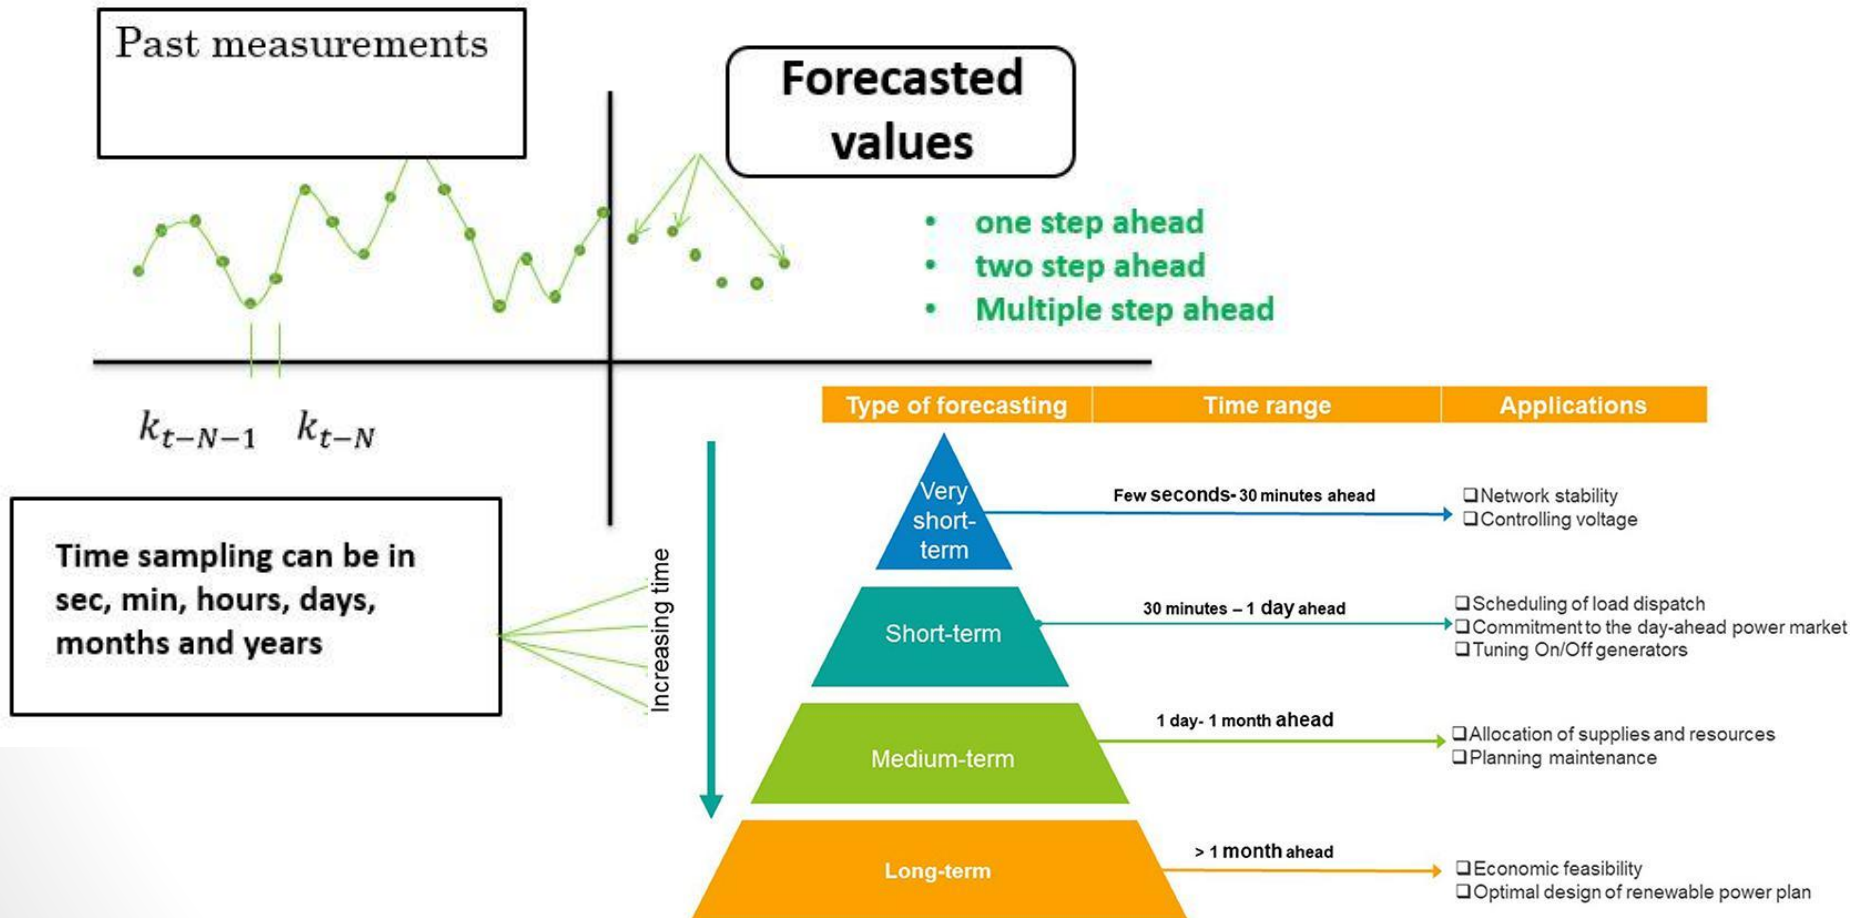 Past measurements
Forecasted
values
• one step ahead
• two step ahead
• Multiple step ahead
k_{t-N-1} k_{t-N}
Time sampling can be in
sec, min, hours, days,
months and years
Increasing time
Type of forecasting Time range Applications
Very
short-
term
Few seconds- 30 minutes ahead
❑Network stability
❑Controlling voltage
Short-term
30 minutes – 1 day ahead
❑Scheduling of load dispatch
❑Commitment to the day-ahead power market
❑Tuning On/Off generators
Medium-term
1 day- 1 month ahead
❑Allocation of supplies and resources
❑Planning maintenance
Long-term
> 1 month ahead
❑Economic feasibility
❑Optimal design of renewable power plan